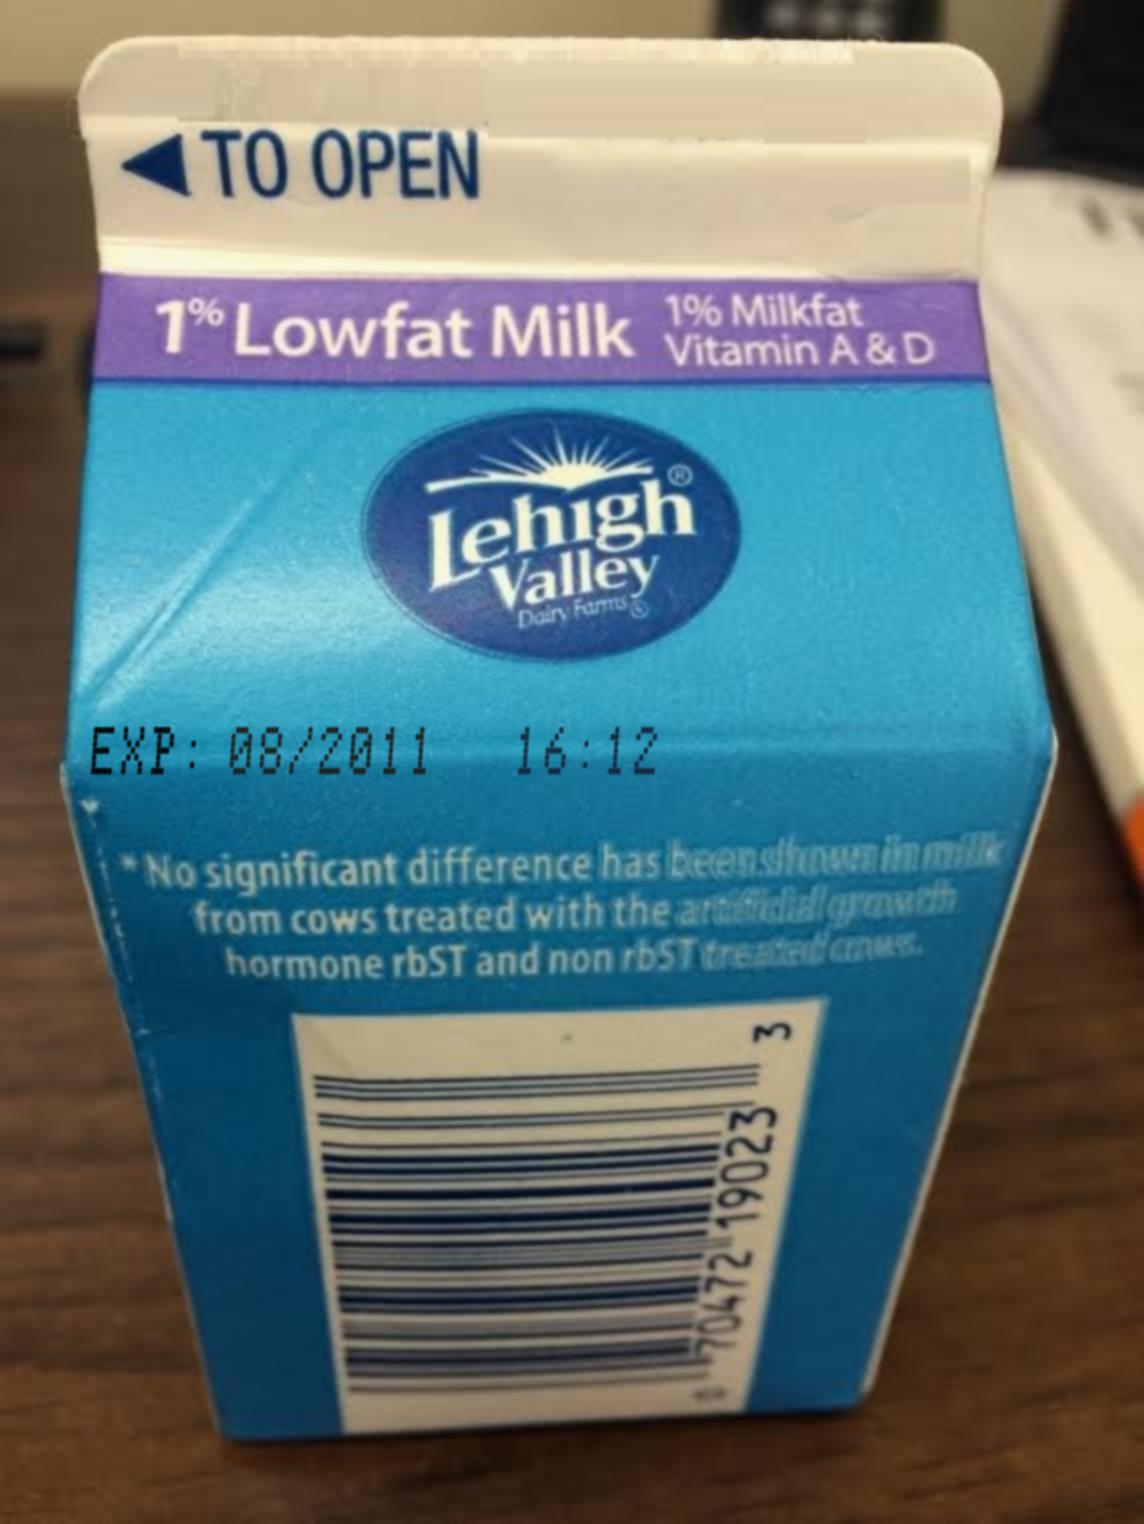 ◀ TO OPEN
1% Lowfat Milk
1% Milkfat
Vitamin A & D
Lehigh®
Valley
Dairy Farms®
EXP: 08/2011 16:12
*No significant difference has been shown in milk
from cows treated with the artificial growth
hormone rbST and non rbST treated cows.
0 70472 19023 3